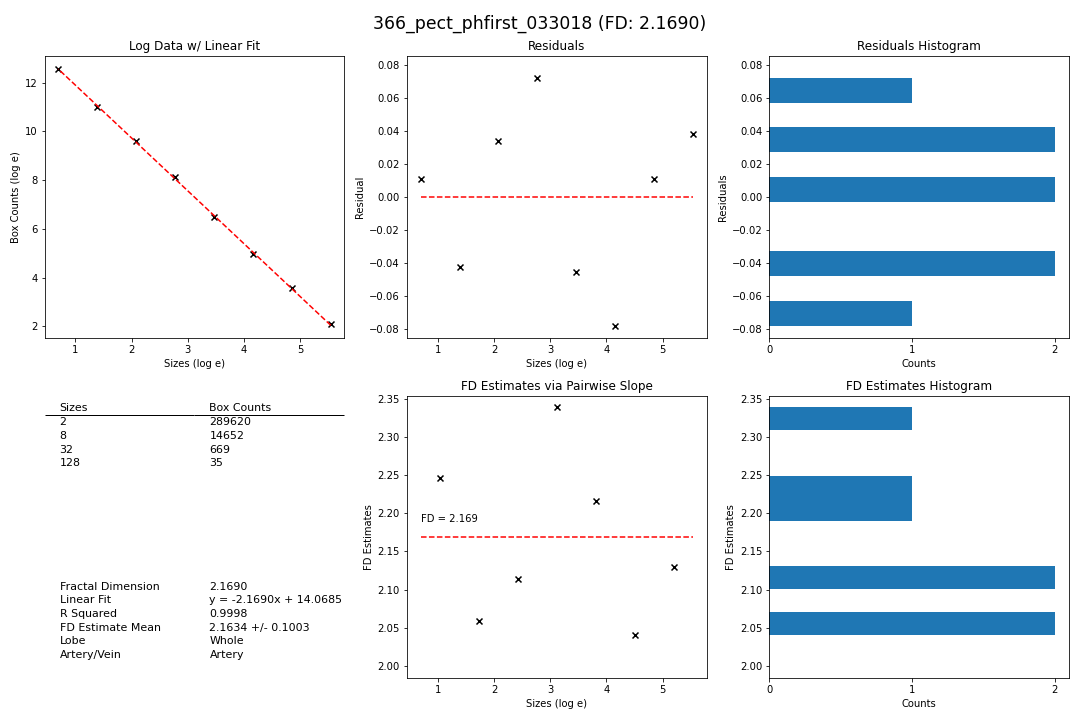 366_pect_phfirst_033018 (FD: 2.1690)
Log Data w/ Linear Fit
Box Counts (log e)
12
10
8
6
4
2
1 2 3 4 5
Sizes (log e)
Residuals
Residual
0.08
0.06
0.04
0.02
0.00
−0.02
−0.04
−0.06
−0.08
1 2 3 4 5
Sizes (log e)
Residuals Histogram
Residuals
0.08
0.06
0.04
0.02
0.00
−0.02
−0.04
−0.06
−0.08
0 1 2
Counts
Sizes Box Counts
2 289620
8 14652
32 669
128 35
Fractal Dimension 2.1690
Linear Fit y = -2.1690x + 14.0685
R Squared 0.9998
FD Estimate Mean 2.1634 +/- 0.1003
Lobe Whole
Artery/Vein Artery
FD Estimates via Pairwise Slope
FD Estimates
2.35
2.30
2.25
2.20
2.15
2.10
2.05
2.00
FD = 2.169
1 2 3 4 5
Sizes (log e)
FD Estimates Histogram
FD Estimates
2.35
2.30
2.25
2.20
2.15
2.10
2.05
2.00
0 1 2
Counts